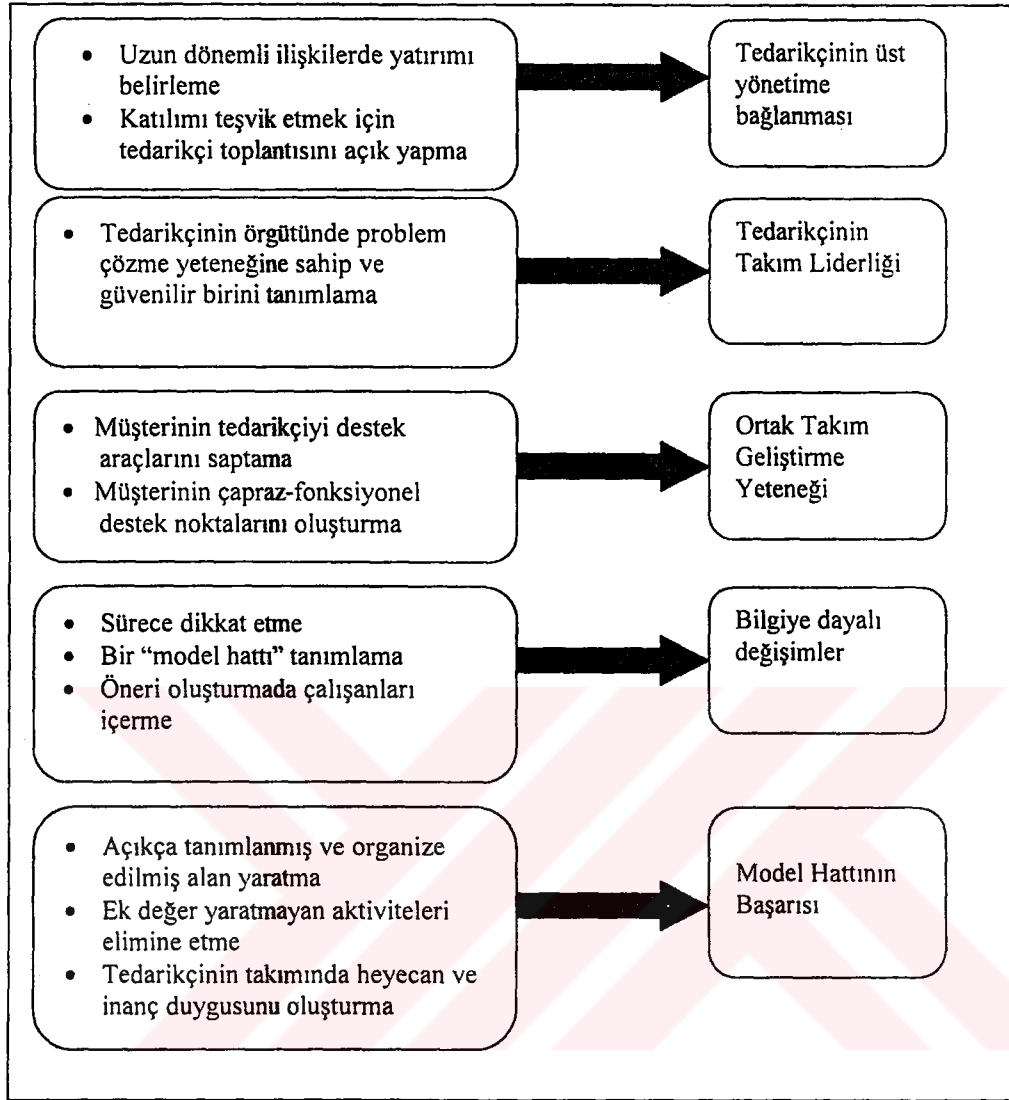 • Uzun dönemli ilişkilerde yatırımı
belirleme
• Katılımı teşvik etmek için
tedarikçi toplantısını açık yapma
Tedarikçinin üst
yönetime
bağlanması
• Tedarikçinin örgütünde problem
çözme yeteneğine sahip ve
güvenilir birini tanımlama
Tedarikçinin
Takım Liderliği
• Müşterinin tedarikçiyi destek
araçlarını saptama
• Müşterinin çapraz-fonksiyonel
destek noktalarını oluşturma
Ortak Takım
Geliştirme
Yeteneği
• Sürece dikkat etme
• Bir “model hattı” tanımlama
• Öneri oluşturmada çalışanları
içerme
Bilgiye dayalı
değişimler
• Açıkça tanımlanmış ve organize
edilmiş alan yaratma
• Ek değer yaratmayan aktiviteleri
elimine etme
• Tedarikçinin takımında heyecan ve
inanç duygusunu oluşturma
Model Hattının
Başarısı